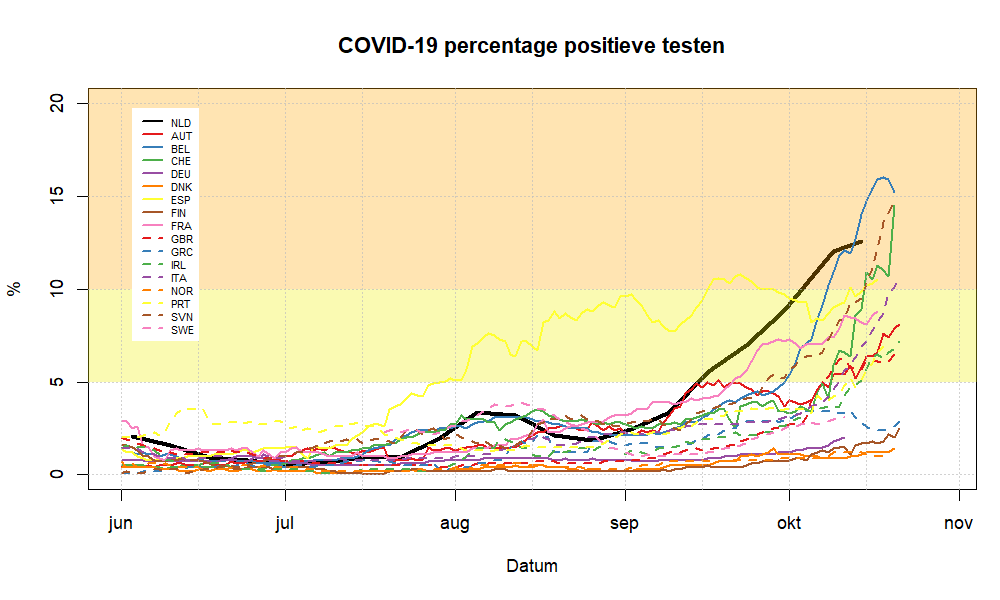 COVID-19 percentage positieve testen
%
20
15
10
5
0
NLD
AUT
BEL
CHE
DEU
DNK
ESP
FIN
FRA
GBR
GRC
IRL
ITA
NOR
PRT
SVN
SWE
jun jul aug sep okt nov
Datum